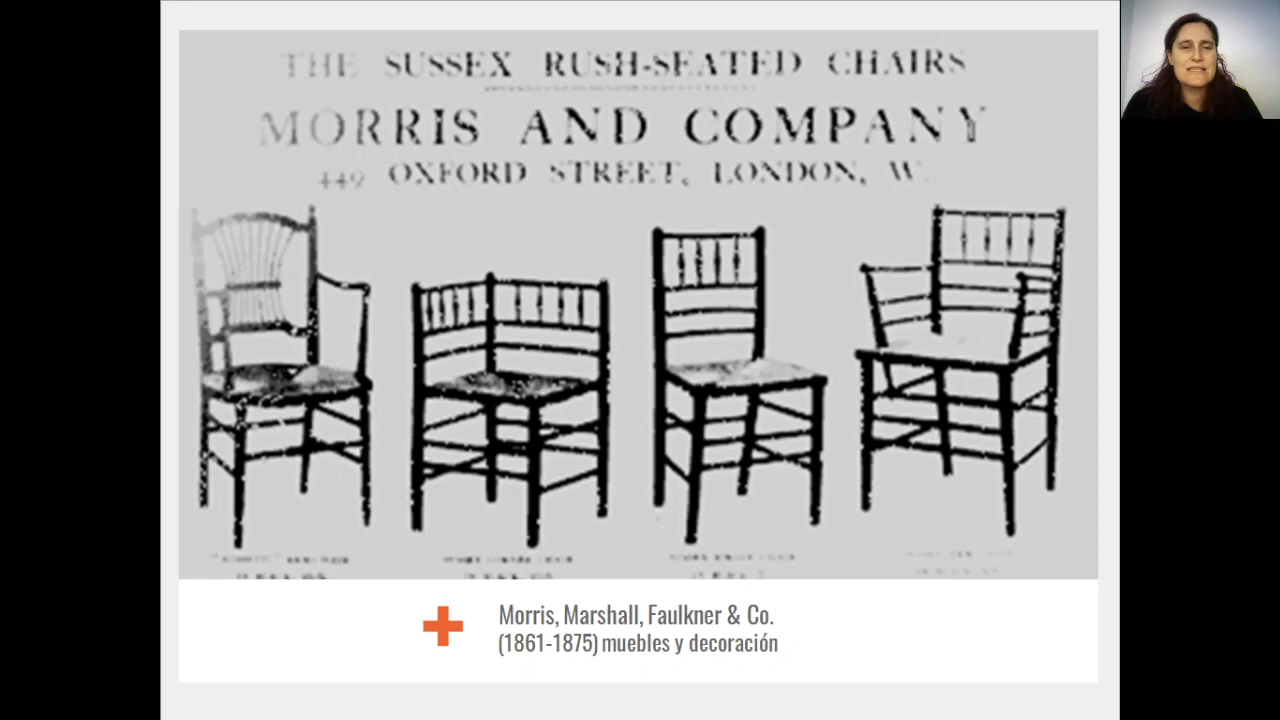 THE SUSSEX RUSH-SEATED CHAIRS
MORRIS AND COMPANY
449 OXFORD STREET, LONDON, W.
Morris, Marshall, Faulkner & Co.
(1861-1875) muebles y decoración